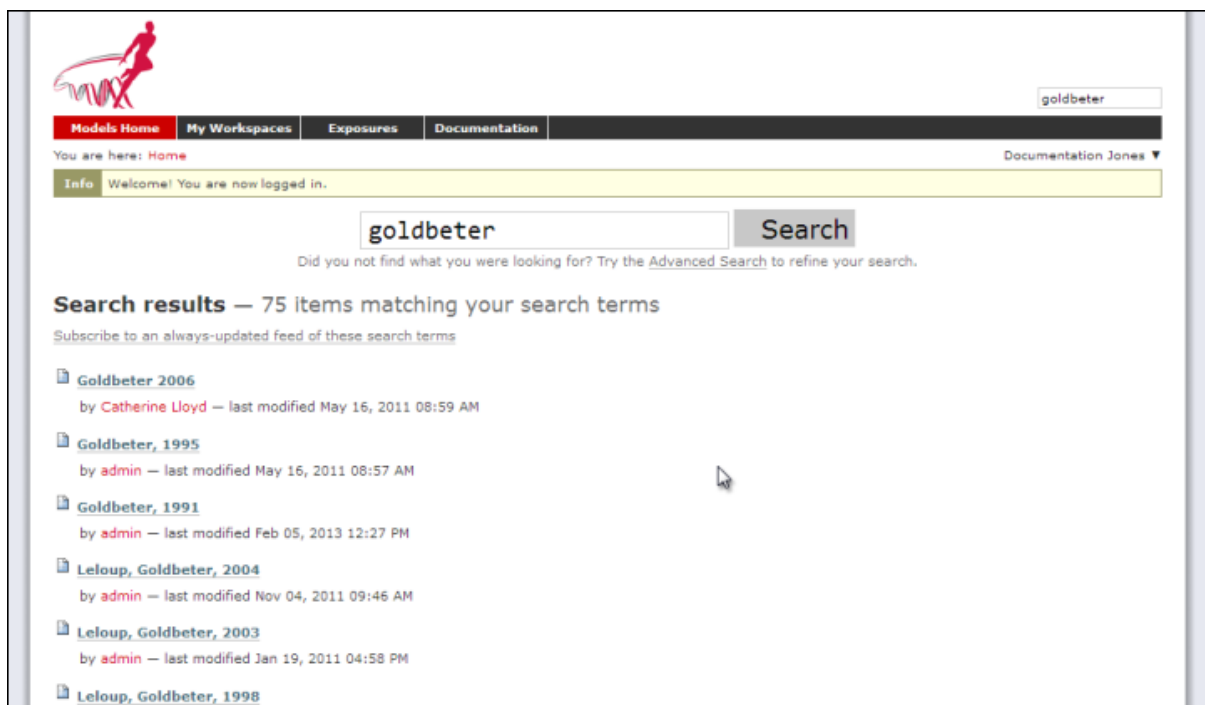 goldbeter
Models Home My Workspaces Exposures Documentation
You are here: Home Documentation Jones ▼
Info Welcome! You are now logged in.
goldbeter Search
Did you not find what you were looking for? Try the Advanced Search to refine your search.
Search results — 75 items matching your search terms
Subscribe to an always-updated feed of these search terms
Goldbeter 2006
by Catherine Lloyd — last modified May 16, 2011 08:59 AM
Goldbeter, 1995
by admin — last modified May 16, 2011 08:57 AM
Goldbeter, 1991
by admin — last modified Feb 05, 2013 12:27 PM
Leloup, Goldbeter, 2004
by admin — last modified Nov 04, 2011 09:46 AM
Leloup, Goldbeter, 2003
by admin — last modified Jan 19, 2011 04:58 PM
Leloup, Goldbeter, 1998